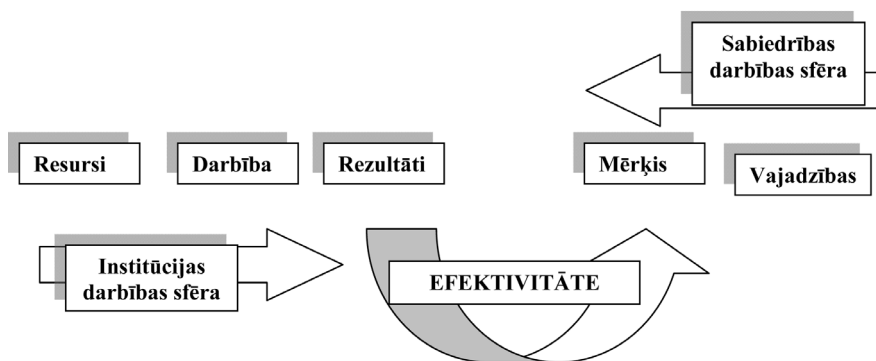 Sabiedrības
darbības sfēra
Resursi
Darbība
Rezultāti
Mērķis
Vajadzības
Institūcijas
darbības sfēra
EFEKTIVITĀTE